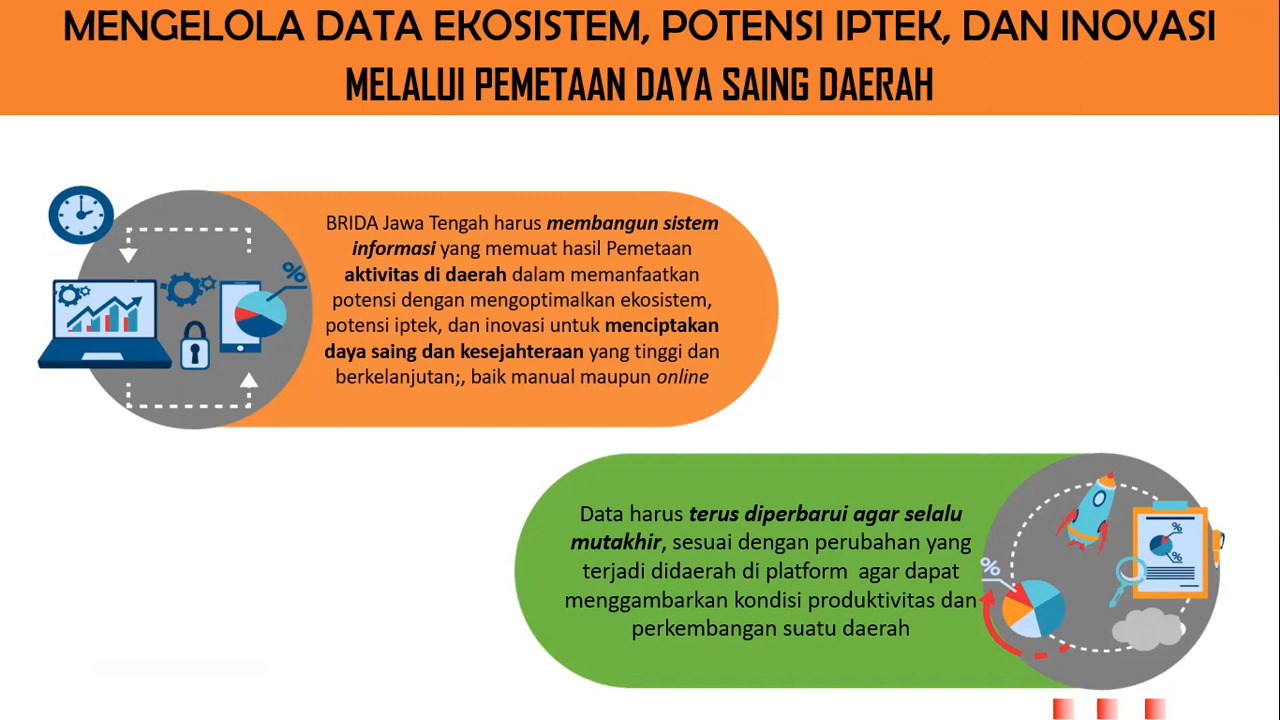 MENGELOLA DATA EKOSISTEM, POTENSI IPTEK, DAN INOVASI
MELALUI PEMETAAN DAYA SAING DAERAH
BRIDA Jawa Tengah harus membangun sistem
informasi yang memuat hasil Pemetaan
aktivitas di daerah dalam memanfaatkan
potensi dengan mengoptimalkan ekosistem,
potensi iptek, dan inovasi untuk menciptakan
daya saing dan kesejahteraan yang tinggi dan
berkelanjutan;, baik manual maupun online
%
Data harus terus diperbarui agar selalu
mutakhir, sesuai dengan perubahan yang
terjadi didaerah di platform  agar dapat
menggambarkan kondisi produktivitas dan
perkembangan suatu daerah
%
%
%